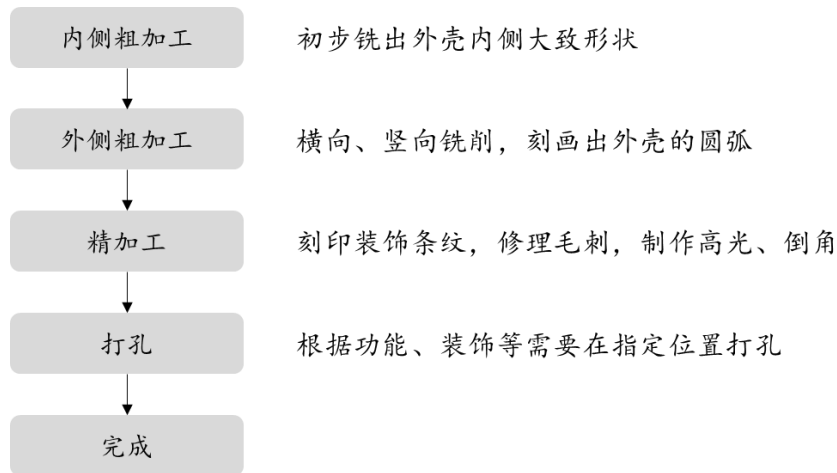 内侧粗加工 初步铣出外壳内侧大致形状
外侧粗加工 横向、竖向铣削，刻画出外壳的圆弧
精加工 刻印装饰条纹，修理毛刺，制作高光、倒角
打孔 根据功能、装饰等需要在指定位置打孔
完成